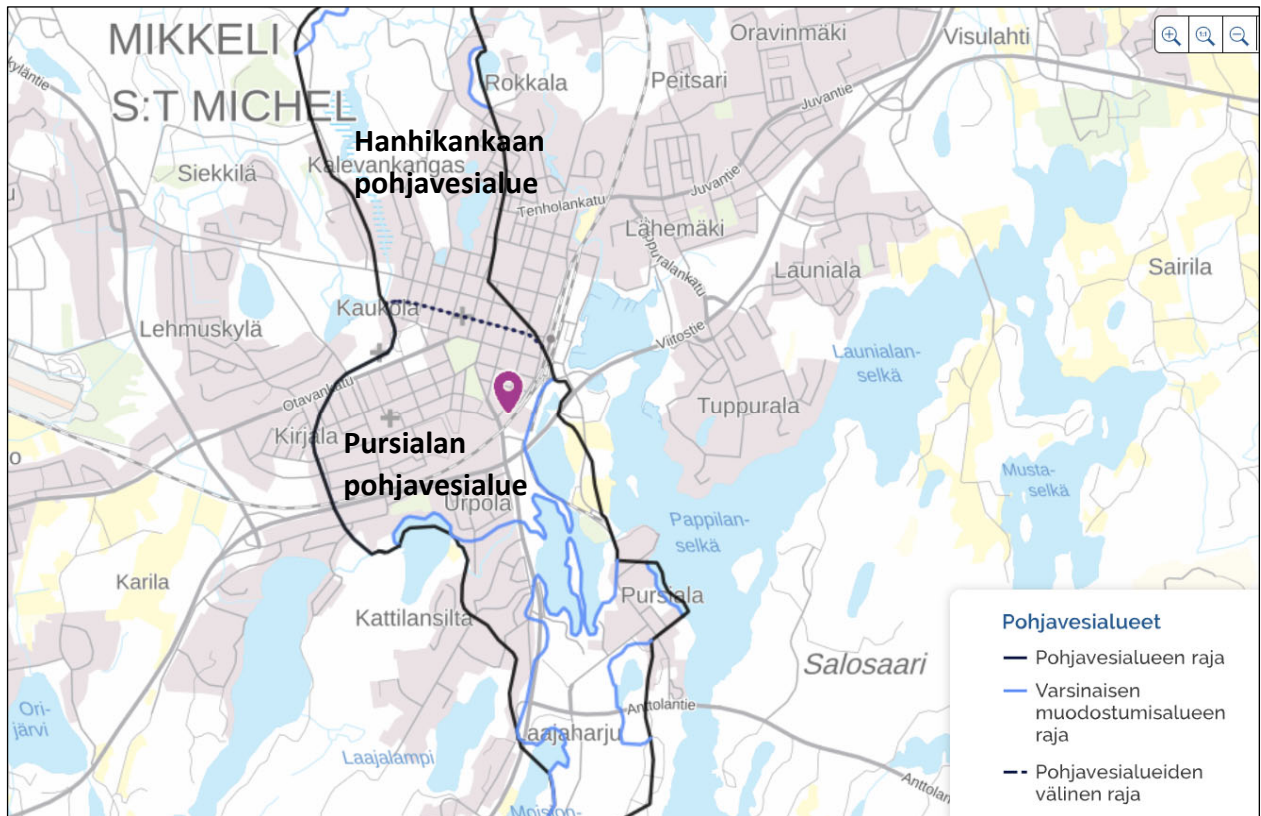 MIKKELI
S:T MICHEL
Oravinmäki
Visulahti
Rokkala
Peitsari
Juvantie
Hanhikankaan
pohjavesialue
Kalevankangas
Siekkilä
Juvantie
Tenholankatu
Lähemäki
Launiala
Sairila
Kaukola
Lehmuskylä
Viitostie
Launialan-
selkä
Otavankatu
Tuppurala
Kirjala
Pursialan
pohjavesialue
Urpola
Musta-
selkä
Pappilan-
selkä
Karila
Pursiala
Kattilansilta
Salosaari
Ori-
järvi
Anttolantie
Laajaharju
Laajalampi
Anttolan
Pohjavesialueet
Pohjavesialueen raja
Varsinaisen
muodostumisalueen
raja
Pohjavesialueiden
välinen raja